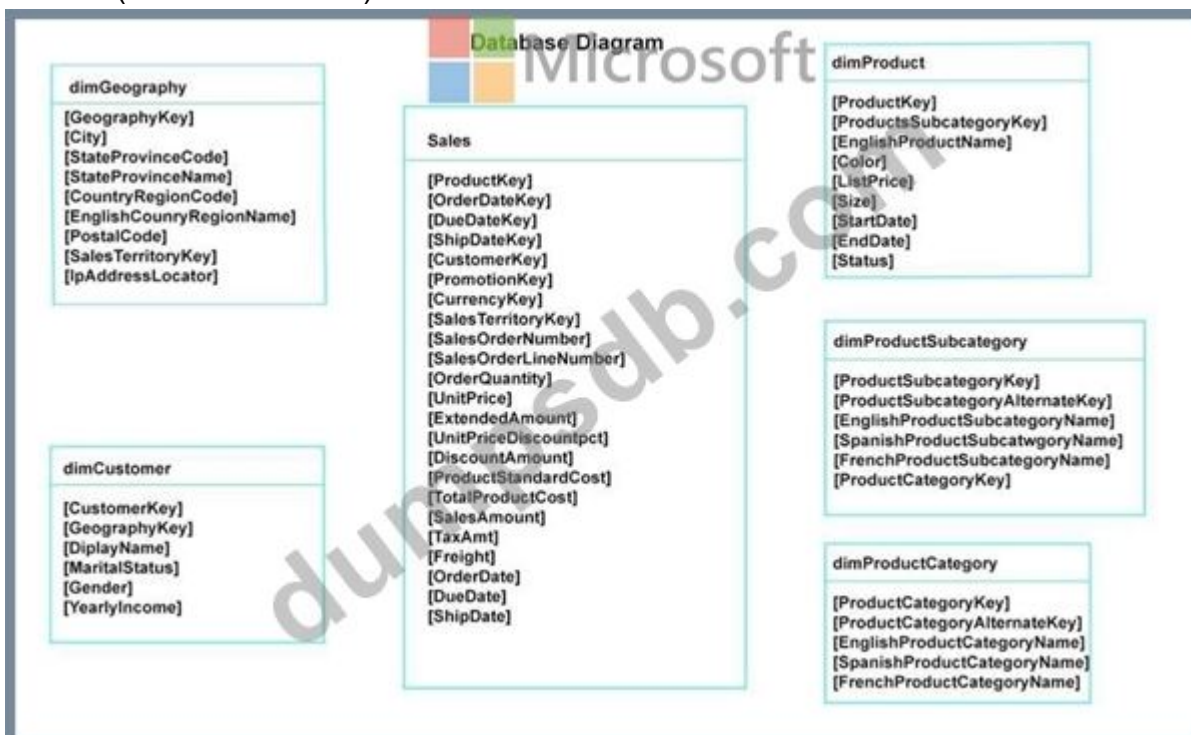 Database Diagram
Microsoft
dimGeography
[GeographyKey]
[City]
[StateProvinceCode]
[StateProvinceName]
[CountryRegionCode]
[EnglishCounryRegionName]
[PostalCode]
[SalesTerritoryKey]
[IpAddressLocator]
dimCustomer
[CustomerKey]
[GeographyKey]
[DiplayName]
[MaritalStatus]
[Gender]
[YearlyIncome]
Sales
[ProductKey]
[OrderDateKey]
[DueDateKey]
[ShipDateKey]
[CustomerKey]
[PromotionKey]
[CurrencyKey]
[SalesTerritoryKey]
[SalesOrderNumber]
[SalesOrderLineNumber]
[OrderQuantity]
[UnitPrice]
[ExtendedAmount]
[UnitPriceDiscountpct]
[DiscountAmount]
[ProductStandardCost]
[TotalProductCost]
[SalesAmount]
[TaxAmt]
[Freight]
[OrderDate]
[DueDate]
[ShipDate]
dimProduct
[ProductKey]
[ProductsSubcategoryKey]
[EnglishProductName]
[Color]
[ListPrice]
[Size]
[StartDate]
[EndDate]
[Status]
dimProductSubcategory
[ProductSubcategoryKey]
[ProductSubcategoryAlternateKey]
[EnglishProductSubcategoryName]
[SpanishProductSubcatwgoryName]
[FrenchProductSubcategoryName]
[ProductCategoryKey]
dimProductCategory
[ProductCategoryKey]
[ProductCategoryAlternateKey]
[EnglishProductCategoryName]
[SpanishProductCategoryName]
[FrenchProductCategoryName]
dumpsdb.com